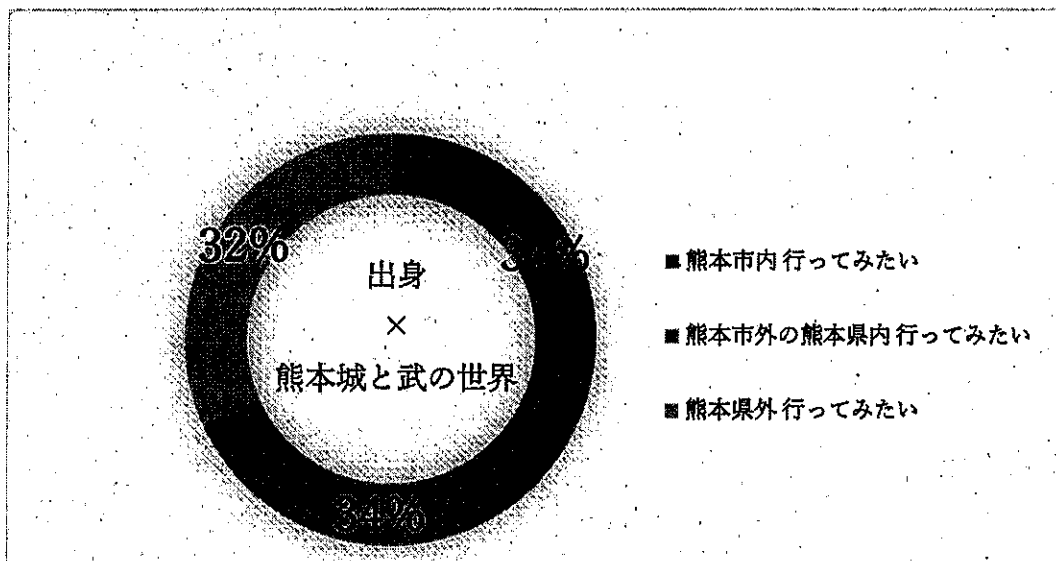 32%
出身
×
熊本城と武の世界
34%
■熊本市内 行ってみたい
■熊本市外の熊本県内 行ってみたい
■熊本県外 行ってみたい